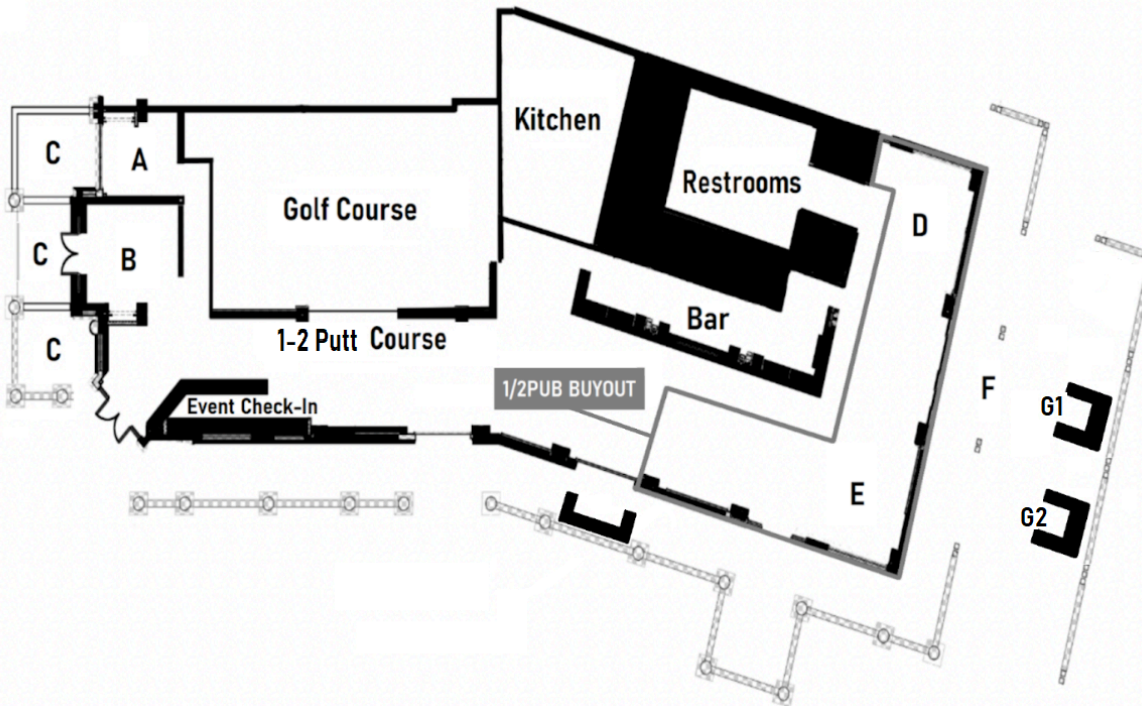 Kitchen
C
A
Restrooms
Golf Course
D
C
B
Bar
1-2 Putt Course
C
1/2PUB BUYOUT
F
G1
Event Check-In
E
G2